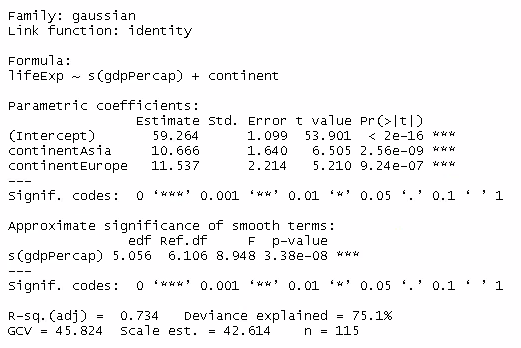 Family: gaussian
Link function: identity
Formula:
lifeExp ~ s(gdpPercap) + continent
Parametric coefficients:
Estimate Std. Error t value Pr(>|t|)
(Intercept) 59.264 1.099 53.901 < 2e-16 ***
continentAsia 10.666 1.640 6.505 2.56e-09 ***
continentEurope 11.537 2.214 5.210 9.24e-07 ***
---
Signif. codes: 0 ‘***’ 0.001 ‘**’ 0.01 ‘*’ 0.05 ‘.’ 0.1 ‘ ’ 1
Approximate significance of smooth terms:
edf Ref.df F p-value
s(gdpPercap) 5.056 6.106 8.948 3.38e-08 ***
---
Signif. codes: 0 ‘***’ 0.001 ‘**’ 0.01 ‘*’ 0.05 ‘.’ 0.1 ‘ ’ 1
R-sq.(adj) = 0.734 Deviance explained = 75.1%
GCV = 45.824 Scale est. = 42.614 n = 115